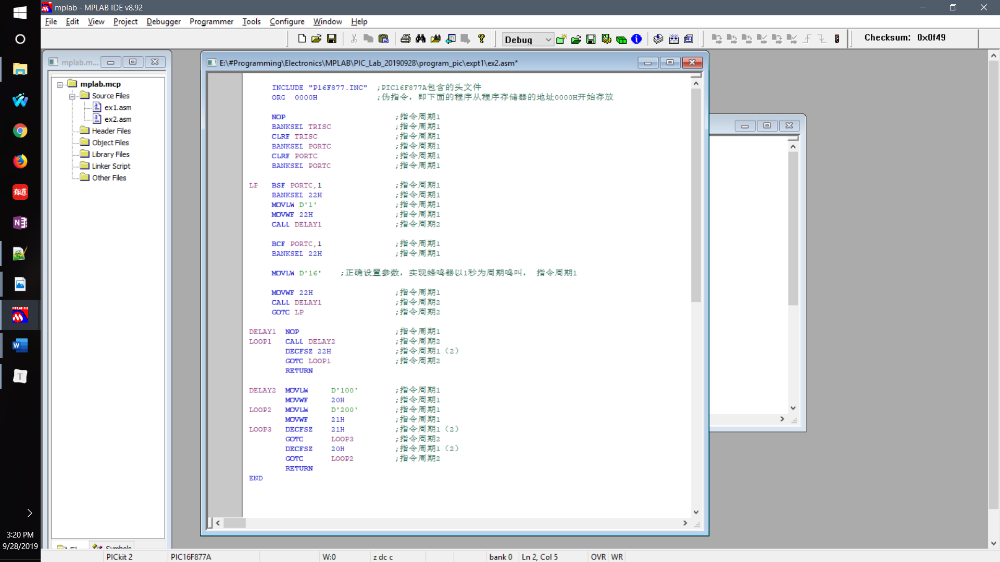 mplab - MPLAB IDE v8.92
File Edit View Project Debugger Programmer Tools Configure Window Help
Debug
Checksum: 0x0f49
mplab.m...
mplab.mcp
Source Files
ex1.asm
ex2.asm
Header Files
Object Files
Library Files
Linker Script
Other Files
Symbols
E:\#Programming\Electronics\MPLAB\PIC_Lab_20190928\program_pic\expt1\ex2.asm*
INCLUDE "P16F877.INC" ;PIC16F877A包含的头文件
ORG 0000H ;伪指令，即下面的程序从程序存储器的地址0000H开始存放
NOP ;指令周期1
BANKSEL TRISC ;指令周期1
CLRF TRISC ;指令周期1
BANKSEL PORTC ;指令周期1
CLRF PORTC ;指令周期1
BANKSEL PORTC ;指令周期1
LP BSF PORTC,1 ;指令周期1
BANKSEL 22H ;指令周期1
MOVLW D'1' ;指令周期1
MOVWF 22H ;指令周期1
CALL DELAY1 ;指令周期2
BCF PORTC,1 ;指令周期1
BANKSEL 22H ;指令周期1
MOVLW D'16' ;正确设置参数，实现蜂鸣器以1秒为周期鸣叫， 指令周期1
MOVWF 22H ;指令周期1
CALL DELAY1 ;指令周期2
GOTO LP ;指令周期2
DELAY1 NOP ;指令周期1
LOOP1 CALL DELAY2 ;指令周期2
DECFSZ 22H ;指令周期1（2）
GOTO LOOP1 ;指令周期2
RETURN
DELAY2 MOVLW D'100' ;指令周期1
MOVWF 20H ;指令周期1
LOOP2 MOVLW D'200' ;指令周期1
MOVWF 21H ;指令周期1
LOOP3 DECFSZ 21H ;指令周期1（2）
GOTO LOOP3 ;指令周期2
DECFSZ 20H ;指令周期1（2）
GOTO LOOP2 ;指令周期2
RETURN
END
有道
N
W
T
3:20 PM
9/28/2019
PICkit 2 PIC16F877A W:0 z dc c bank 0 Ln 2, Col 5 OVR WR